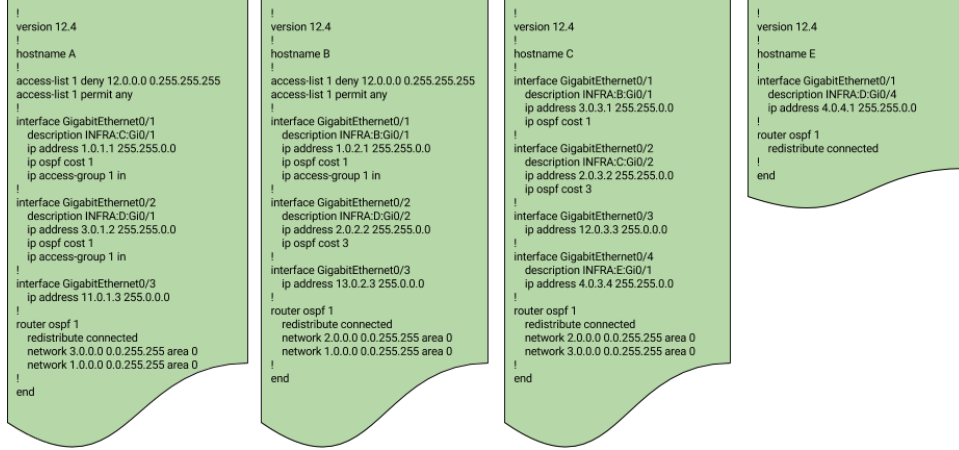 !
version 12.4
!
hostname A
!
access-list 1 deny 12.0.0.0 0.255.255.255
access-list 1 permit any
!
interface GigabitEthernet0/1
description INFRA:C:Gi0/1
ip address 1.0.1.1 255.255.0.0
ip ospf cost 1
ip access-group 1 in
!
interface GigabitEthernet0/2
description INFRA:D:Gi0/1
ip address 3.0.1.2 255.255.0.0
ip ospf cost 1
ip access-group 1 in
!
interface GigabitEthernet0/3
ip address 11.0.1.3 255.0.0.0
!
router ospf 1
redistribute connected
network 3.0.0.0 0.0.255.255 area 0
network 1.0.0.0 0.0.255.255 area 0
!
end
!
version 12.4
!
hostname B
!
access-list 1 deny 12.0.0.0 0.255.255.255
access-list 1 permit any
!
interface GigabitEthernet0/1
description INFRA:B:Gi0/1
ip address 1.0.2.1 255.255.0.0
ip ospf cost 1
ip access-group 1 in
!
interface GigabitEthernet0/2
description INFRA:D:Gi0/2
ip address 2.0.2.2 255.255.0.0
ip ospf cost 3
!
interface GigabitEthernet0/3
ip address 13.0.2.3 255.0.0.0
!
router ospf 1
redistribute connected
network 2.0.0.0 0.0.255.255 area 0
network 1.0.0.0 0.0.255.255 area 0
!
end
!
version 12.4
!
hostname C
!
interface GigabitEthernet0/1
description INFRA:B:Gi0/1
ip address 3.0.3.1 255.255.0.0
ip ospf cost 1
!
interface GigabitEthernet0/2
description INFRA:C:Gi0/2
ip address 2.0.3.2 255.255.0.0
ip ospf cost 3
!
interface GigabitEthernet0/3
ip address 12.0.3.3 255.0.0.0
!
interface GigabitEthernet0/4
description INFRA:E:Gi0/1
ip address 4.0.3.4 255.255.0.0
!
router ospf 1
redistribute connected
network 2.0.0.0 0.0.255.255 area 0
network 3.0.0.0 0.0.255.255 area 0
!
end
!
version 12.4
!
hostname E
!
interface GigabitEthernet0/1
description INFRA:D:Gi0/4
ip address 4.0.4.1 255.255.0.0
!
router ospf 1
redistribute connected
!
end